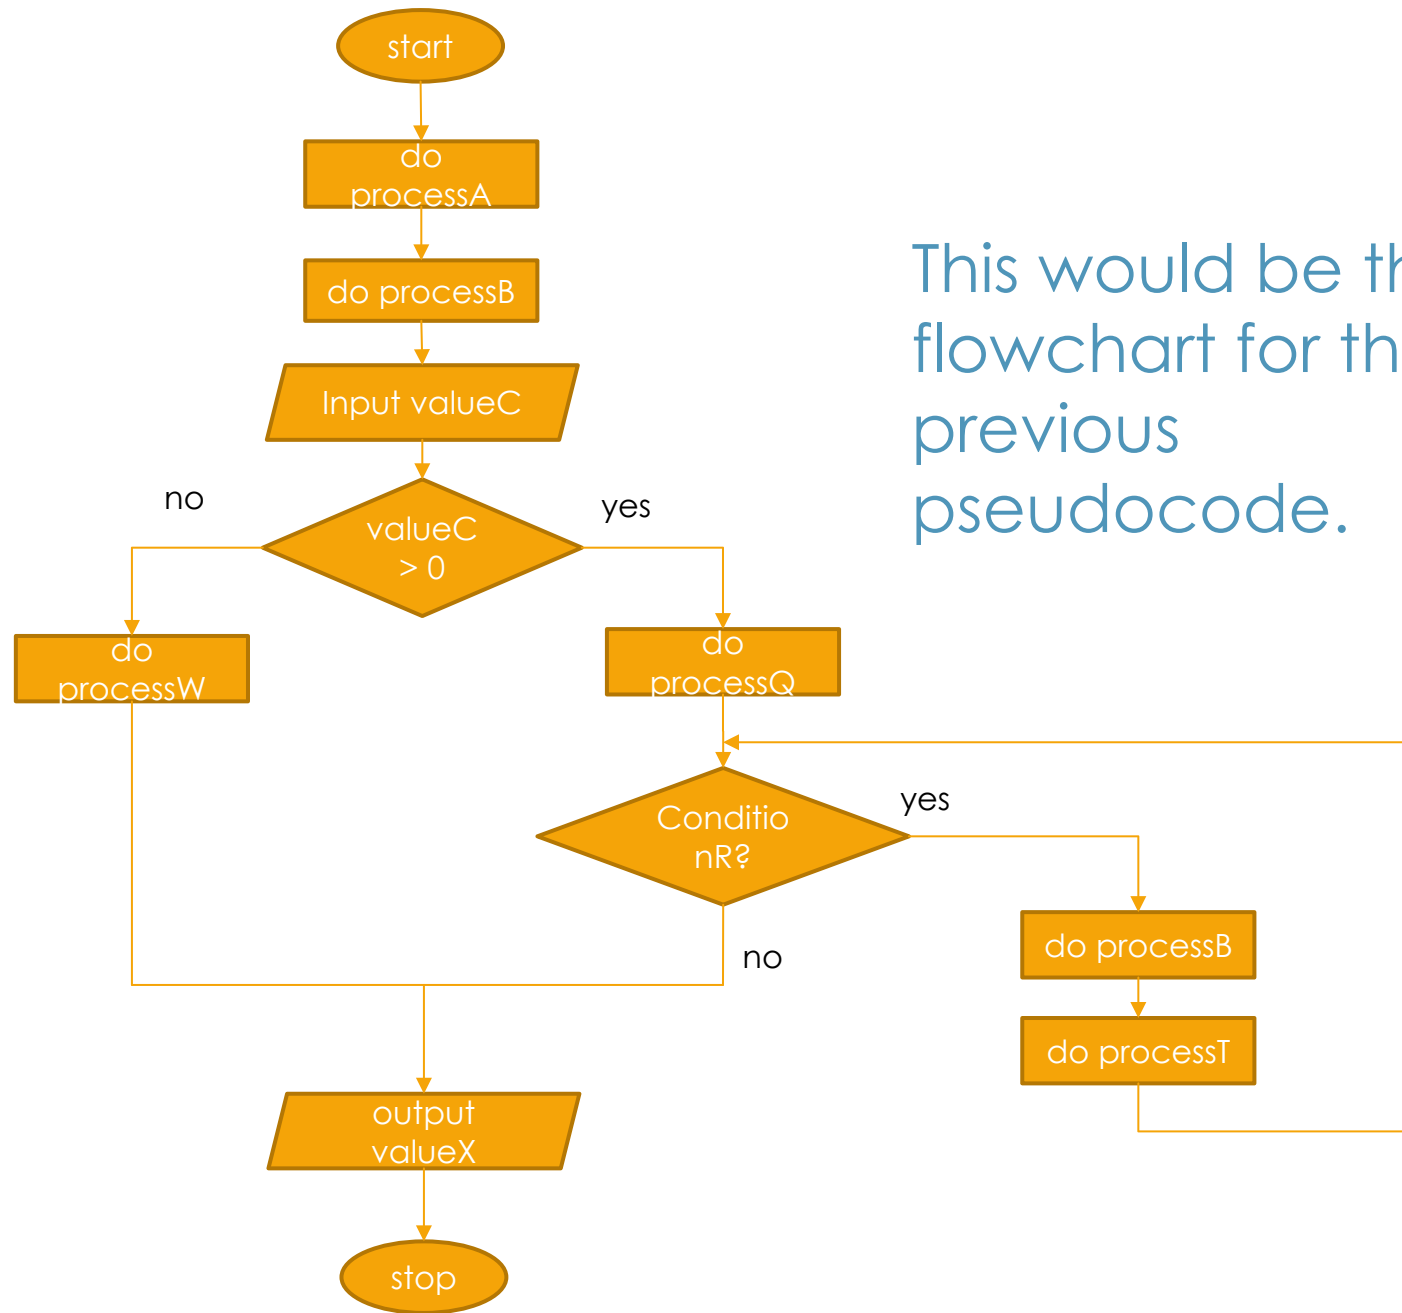 start
do
processA
do processB
This would be th
flowchart for th
previous
pseudocode.
Input valueC
no
yes
valueC
> 0
do
processW
do
processQ
yes
Conditio
nR?
no
do processB
do processT
output
valueX
stop